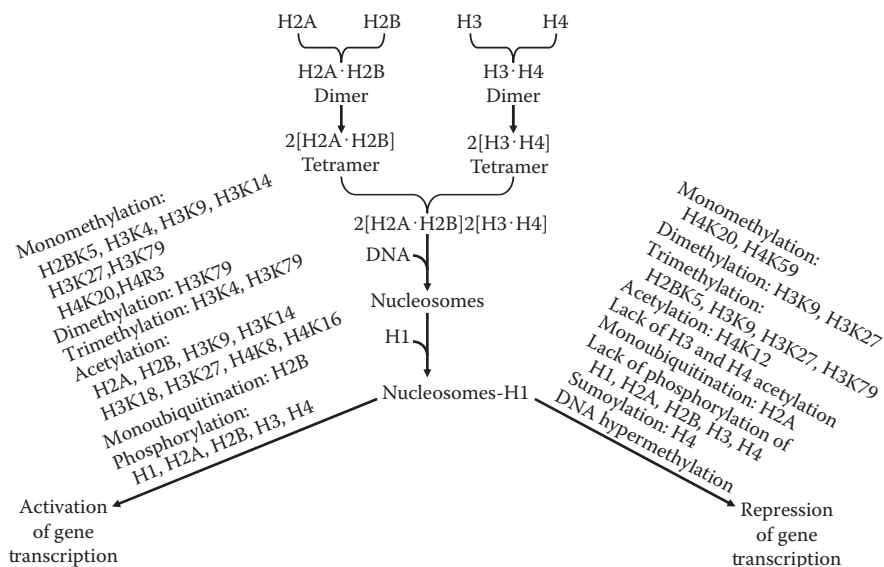 H2A H2B H3 H4
H2A·H2B
Dimer
H3·H4
Dimer
2[H2A·H2B]
Tetramer
2[H3·H4]
Tetramer
2[H2A·H2B]2[H3·H4]
DNA
Nucleosomes
H1
Nucleosomes-H1
Monomethylation:
H2BK5, H3K4, H3K9, H3K14
H3K27,H3K79
H4K20,H4R3
Dimethylation: H3K79
Trimethylation: H3K4, H3K79
Acetylation:
H2A, H2B, H3K9, H3K14
H3K18, H3K27, H4K8, H4K16
Monoubiquitination: H2B
Phosphorylation:
H1, H2A, H2B, H3, H4
Activation
of gene
transcription
Monomethylation:
H4K20, H4K59
Dimethylation: H3K9, H3K27
Trimethylation:
H2BK5, H3K9, H3K27, H3K79
Acetylation: H4K12
Lack of H3 and H4 acetylation
Monoubiquitination: H2A
Lack of phosphorylation of
H1, H2A, H2B, H3, H4
Sumoylation: H4
DNA hypermethylation
Repression
of gene
transcription